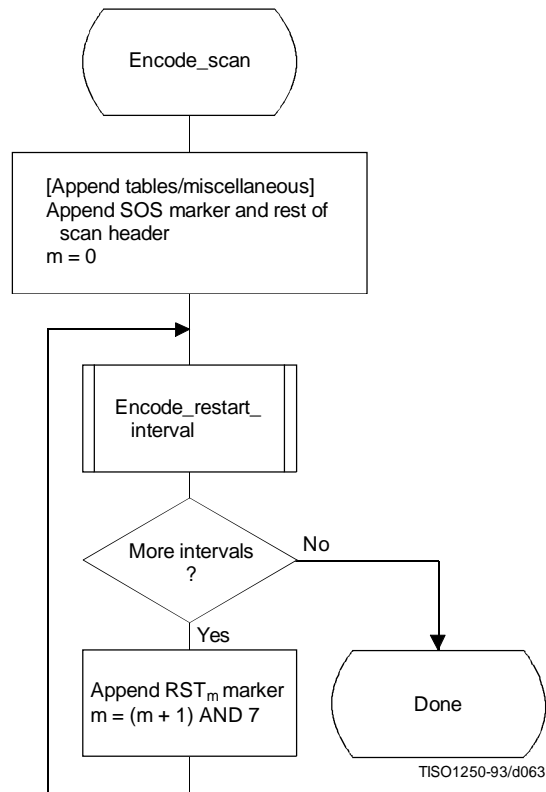 Encode_scan
[Append tables/miscellaneous]
Append SOS marker and rest of
scan header
m = 0
Encode_restart_
interval
More intervals
?
No
Yes
Append RSTm marker
m = (m + 1) AND 7
Done
TISO1250-93/d063